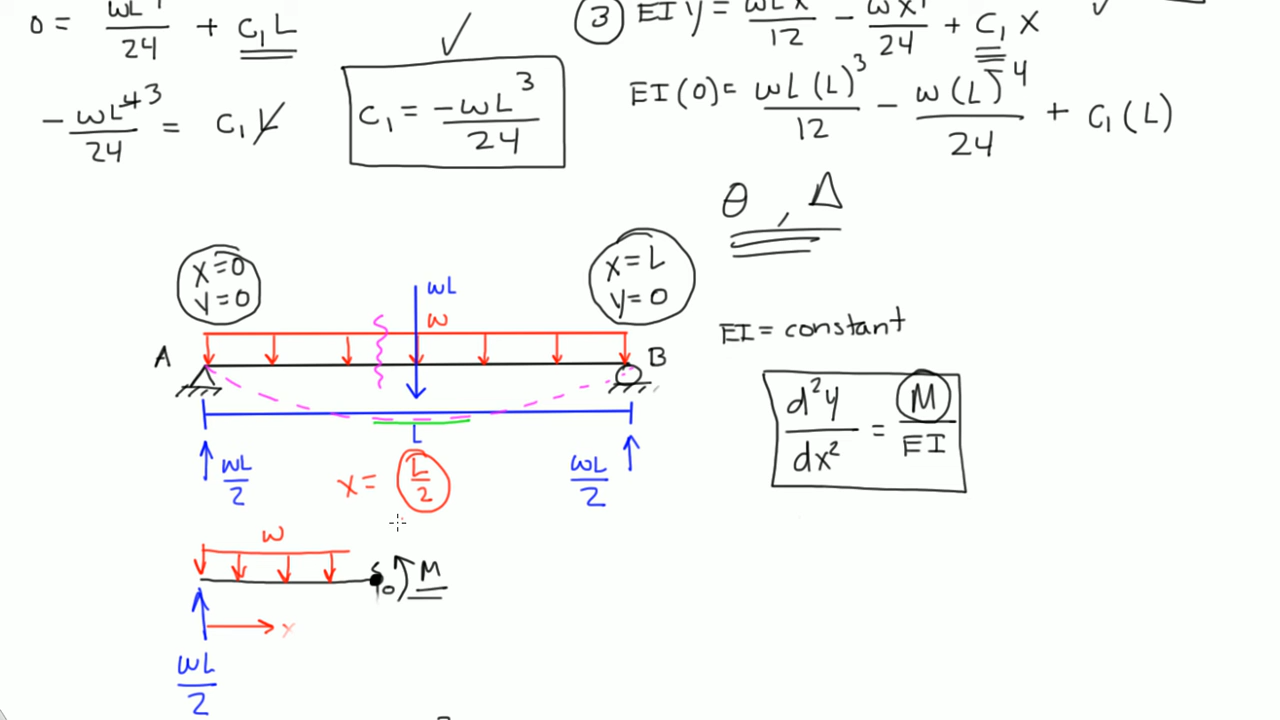 0 = wL⁴/24 + C₁L
③ EIy = wLx³/12 - wx⁴/24 + C₁x
-wL⁴³/24 = C₁L
C₁ = -wL³/24
EI(0) = wL(L)³/12 - w(L)⁴/24 + C₁(L)
θ, Δ
x=0
y=0
x=L
y=0
wL
w
A
B
EI = constant
d²y/dx² = M/EI
L
wL/2
x = L/2
wL/2
w
M
o
x
wL/2